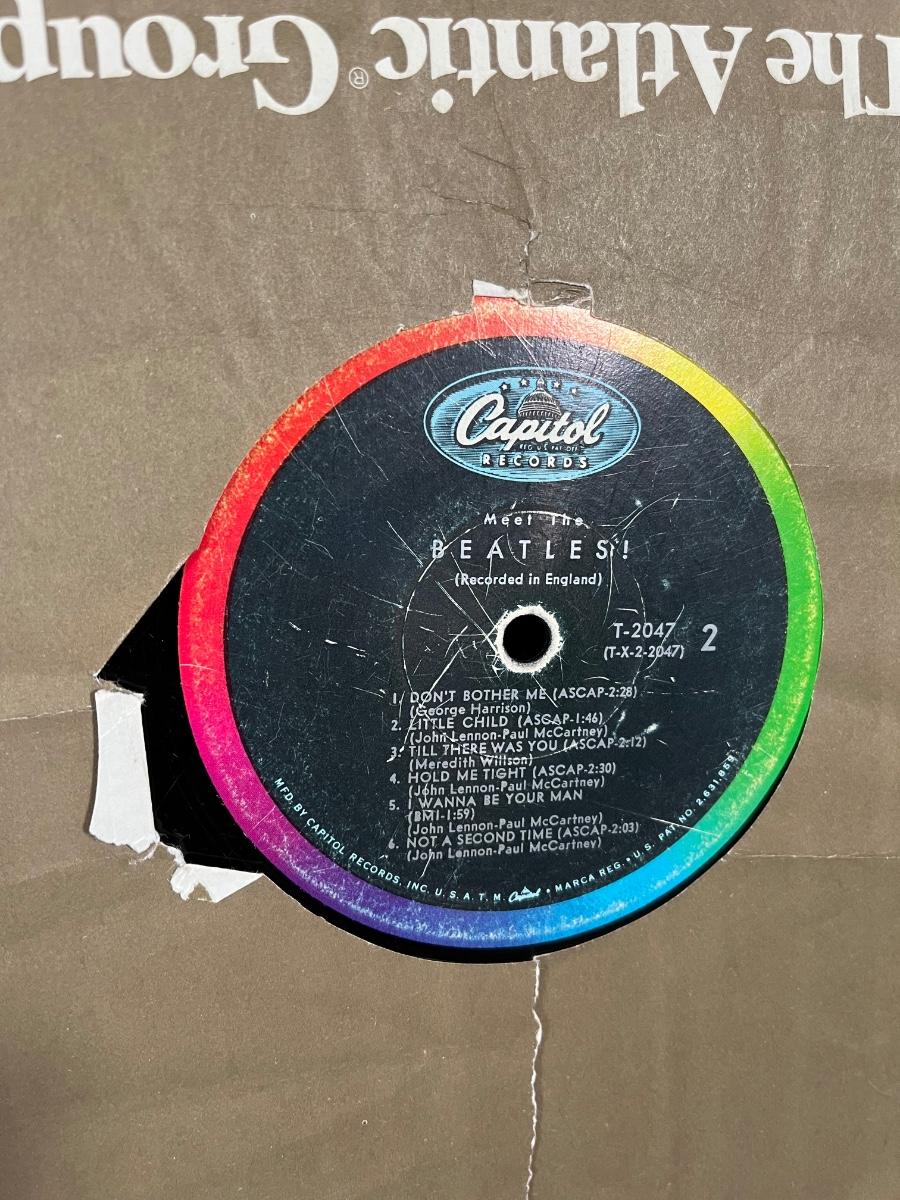 The Atlantic Group®
Capitol
REG. U.S. PAT. OFF.
RECORDS
Meet the
BEATLES!
(Recorded in England)
T-2047
(T-X-2-2047)
2
1. DON'T BOTHER ME (ASCAP-2:28)
(George Harrison)
2. LITTLE CHILD (ASCAP-1:46)
(John Lennon-Paul McCartney)
3. TILL THERE WAS YOU (ASCAP-2:12)
(Meredith Willson)
4. HOLD ME TIGHT (ASCAP-2:30)
(John Lennon-Paul McCartney)
5. I WANNA BE YOUR MAN
(BMI-1:59)
(John Lennon-Paul McCartney)
6. NOT A SECOND TIME (ASCAP-2:03)
(John Lennon-Paul McCartney)
MFD. BY CAPITOL RECORDS, INC. U.S.A. T.M. Capitol • MARCA REG. • U.S. PAT. NO. 2,631,859